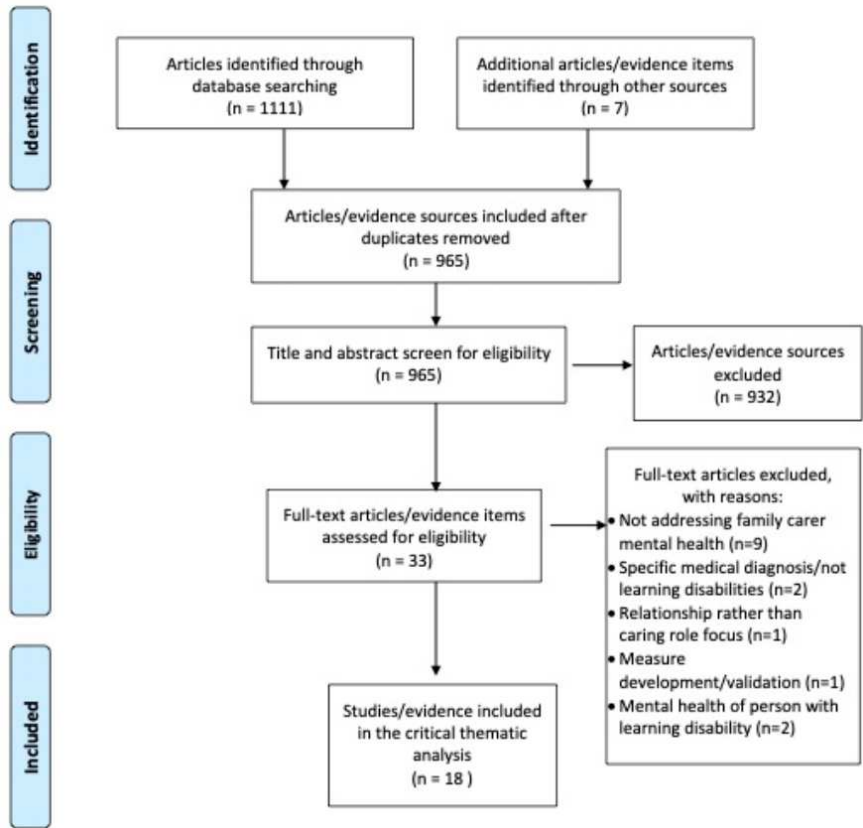 Identification
Articles identified through
database searching
(n = 1111)
Additional articles/evidence items
identified through other sources
(n = 7)
Articles/evidence sources included after
duplicates removed
(n = 965)
Screening
Title and abstract screen for eligibility
(n = 965)
Articles/evidence sources
excluded
(n = 932)
Eligibility
Full-text articles/evidence items
assessed for eligibility
(n = 33)
Full-text articles excluded,
with reasons:
• Not addressing family carer
mental health (n=9)
• Specific medical diagnosis/not
learning disabilities (n=2)
• Relationship rather than
caring role focus (n=1)
• Measure
development/validation (n=1)
• Mental health of person with
learning disability (n=2)
Included
Studies/evidence included
in the critical thematic
analysis
(n = 18 )